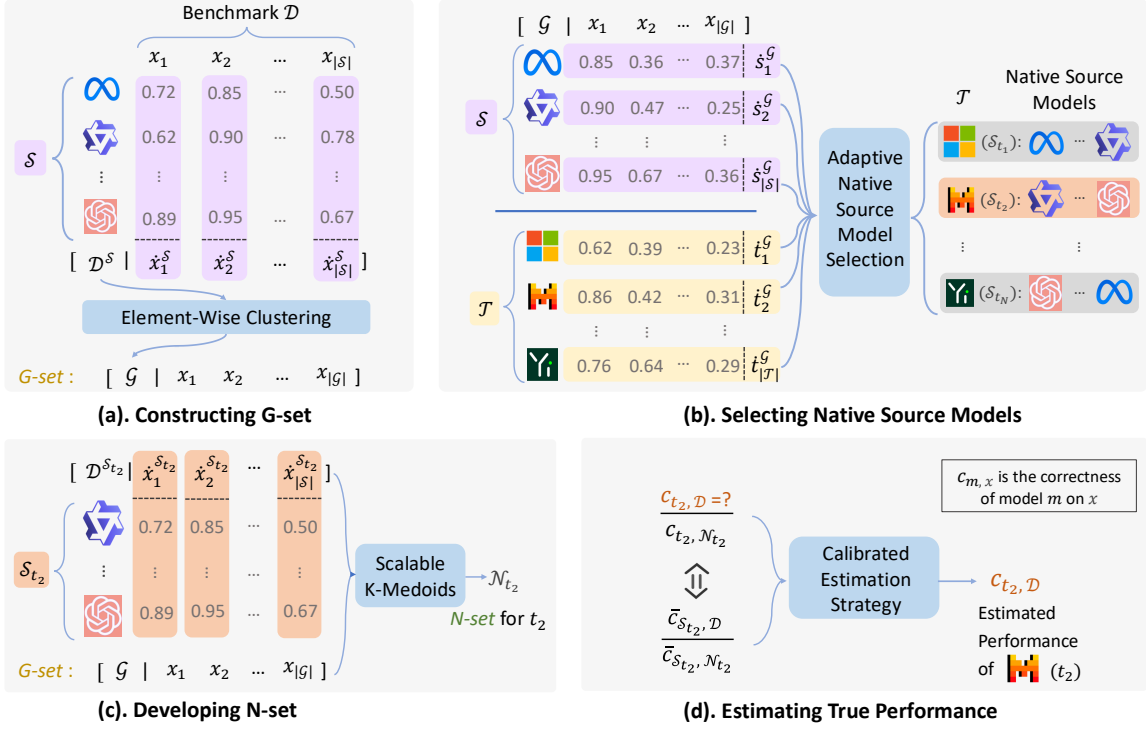 Benchmark 𝒟
x₁ x₂ ... x|𝒮|
0.72 0.85 ... 0.50
0.62 0.90 ... 0.78
𝒮
⋮ ⋮ ⋮ ⋮
0.89 0.95 ... 0.67
[ 𝒟^𝒮 | ẋ₁^𝒮 ẋ₂^𝒮 ... ẋ|𝒮|^𝒮 ]
Element-Wise Clustering
G-set : [ 𝒢 | x₁ x₂ ... x|𝒢| ]
(a). Constructing G-set
[ 𝒢 | x₁ x₂ ... x|𝒢| ]
0.85 0.36 ... 0.37 ṡ₁^𝒢
𝒮
0.90 0.47 ... 0.25 ṡ₂^𝒢
⋮ ⋮ ⋮
0.95 0.67 ... 0.36 ṡ|𝒮|^𝒢
0.62 0.39 ... 0.23 ṫ₁^𝒢
𝒯
0.86 0.42 ... 0.31 ṫ₂^𝒢
⋮ ⋮ ⋮
Yi 0.76 0.64 ... 0.29 ṫ|𝒯|^𝒢
Adaptive
Native
Source
Model
Selection
𝒯
Native Source
Models
(𝒮t₁): ...
(𝒮t₂): ...
⋮ ⋮
Yi (𝒮t_N): ...
(b). Selecting Native Source Models
[ 𝒟^𝒮t₂ | ẋ₁^𝒮t₂ ẋ₂^𝒮t₂ ... ẋ|𝒮|^𝒮t₂ ]
0.72 0.85 ... 0.50
𝒮t₂
⋮ ⋮ ⋮ ⋮
0.89 0.95 ... 0.67
G-set : [ 𝒢 | x₁ x₂ ... x|𝒢| ]
Scalable
K-Medoids
𝒩t₂
N-set for t₂
(c). Developing N-set
C t₂, 𝒟 =?
C t₂, 𝒩t₂
C̄ 𝒮t₂, 𝒟
C̄ 𝒮t₂, 𝒩t₂
Calibrated
Estimation
Strategy
C m, x is the correctness
of model m on x
C t₂, 𝒟
Estimated
Performance
of (t₂)
(d). Estimating True Performance